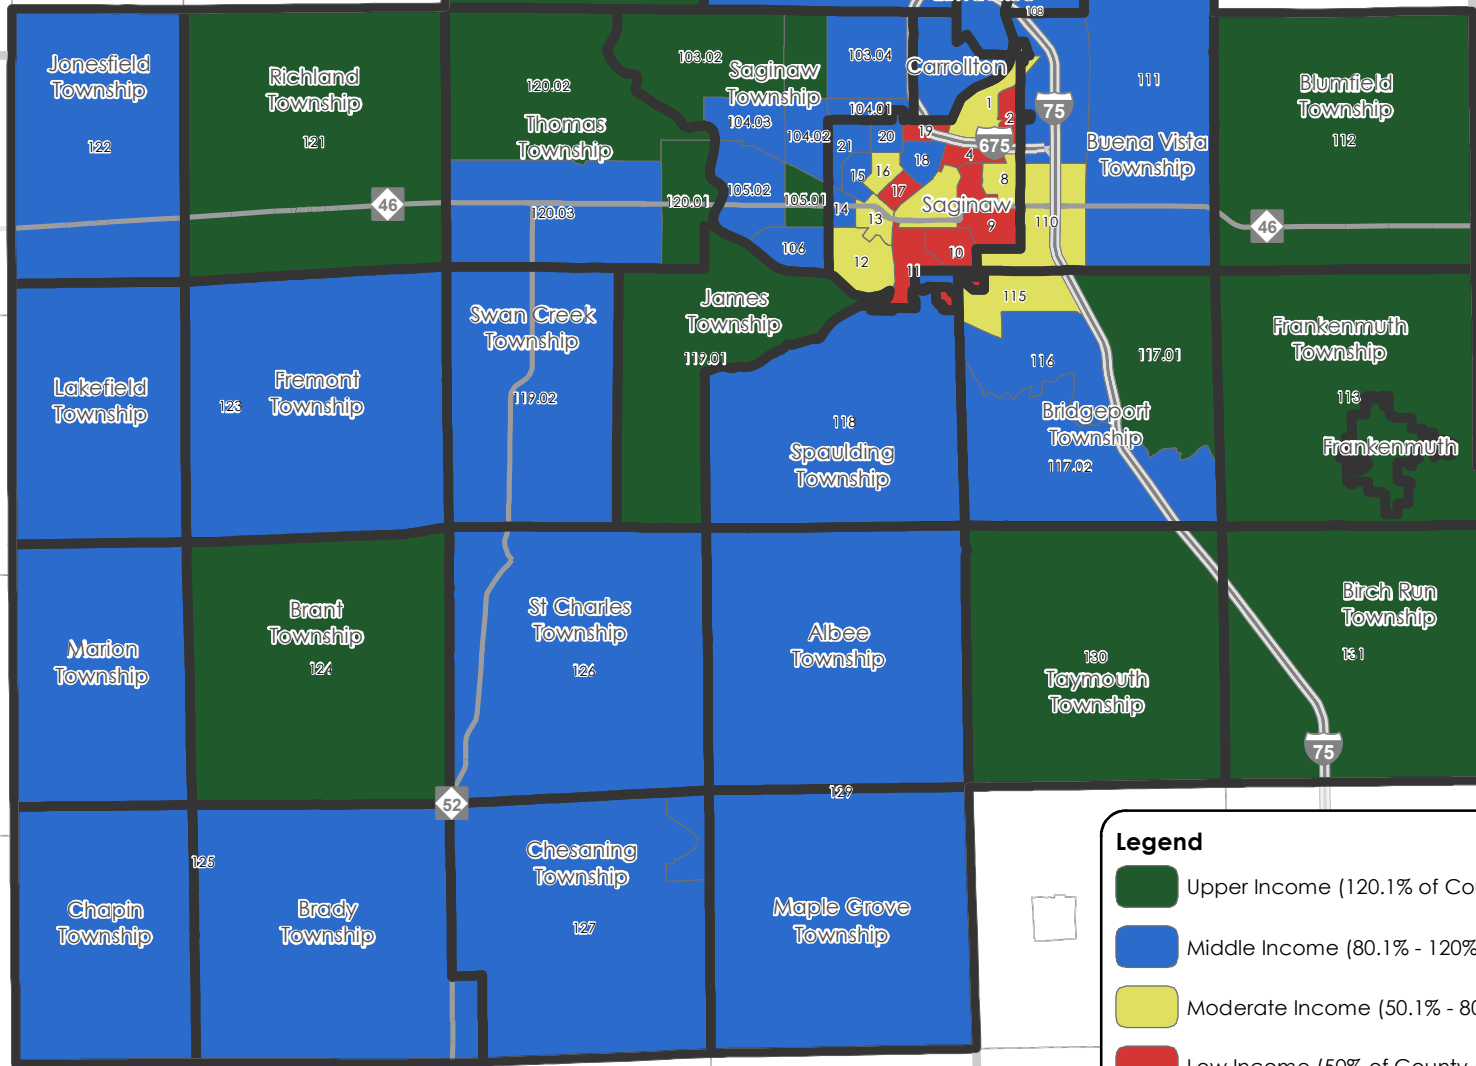 108
Jonesfield
Township
122
Richland
Township
121
120.02
Thomas
Township
103.02
Saginaw
Township
103.04
Carrollton
104.01
104.03
104.02
21
20
19
1
2
75
675
4
18
16
15
17
8
111
Buena Vista
Township
Blumfield
Township
112
46
120.03
120.01
105.02
105.01
14
13
Saginaw
9
110
46
106
12
11
10
James
Township
119.01
115
Swan Creek
Township
119.02
Lakefield
Township
123
Fremont
Township
118
Spaulding
Township
116
117.01
Bridgeport
Township
117.02
Frankenmuth
Township
113
Frankenmuth
Marion
Township
Brant
Township
124
St Charles
Township
126
Albee
Township
130
Taymouth
Township
Birch Run
Township
131
75
52
129
125
Chapin
Township
Brady
Township
Chesaning
Township
127
Maple Grove
Township
Legend
Upper Income (120.1% of Co
Middle Income (80.1% - 120%
Moderate Income (50.1% - 80
Low Income (50% of County